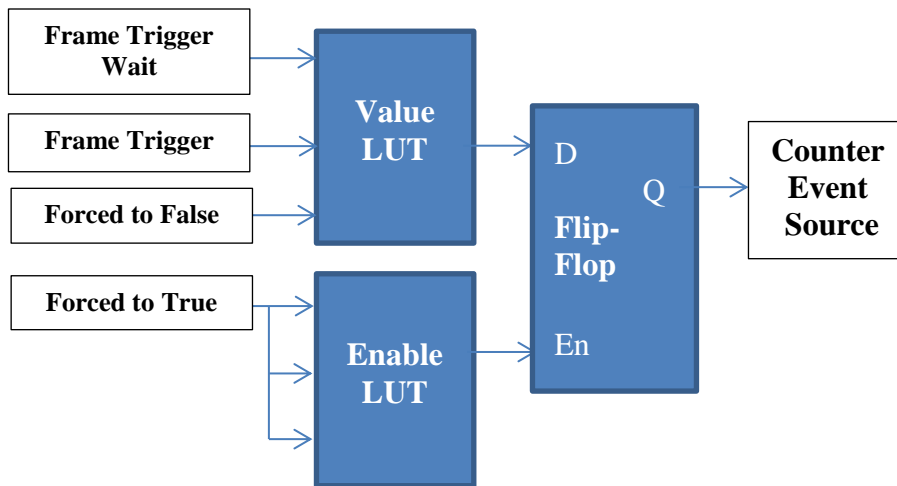 Frame Trigger
Wait
Frame Trigger
Forced to False
Forced to True
Value
LUT
Enable
LUT
D
Q
Flip-
Flop
En
Counter
Event
Source